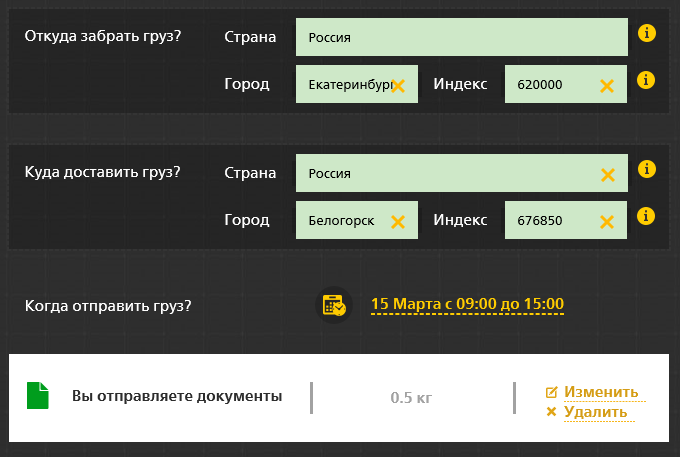 Откуда забрать груз? Страна Россия
Город Екатеринбург Индекс 620000
Куда доставить груз? Страна Россия
Город Белогорск Индекс 676850
Когда отправить груз? 15 Марта с 09:00 до 15:00
Вы отправляете документы 0.5 кг Изменить
Удалить